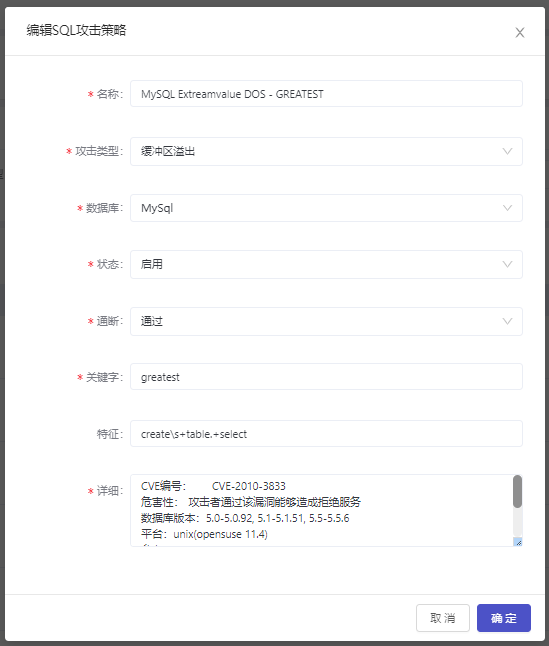 编辑SQL攻击策略
* 名称: MySQL Extreamvalue DOS - GREATEST
* 攻击类型: 缓冲区溢出
* 数据库: MySql
* 状态: 启用
* 通断: 通过
* 关键字: greatest
特征: create\s+table.+select
* 详细: CVE编号： CVE-2010-3833
危害性： 攻击者通过该漏洞能够造成拒绝服务
数据库版本：5.0-5.0.92, 5.1-5.1.51, 5.5-5.5.6
平台：unix(opensuse 11.4)
取 消 确 定